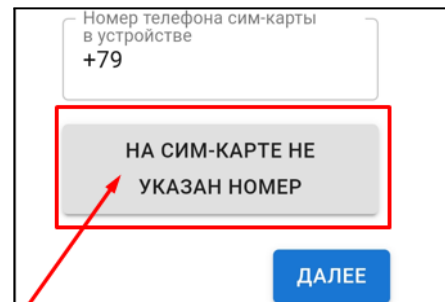 Номер телефона сим-карты
в устройстве
+79
НА СИМ-КАРТЕ НЕ
УКАЗАН НОМЕР
ДАЛЕЕ